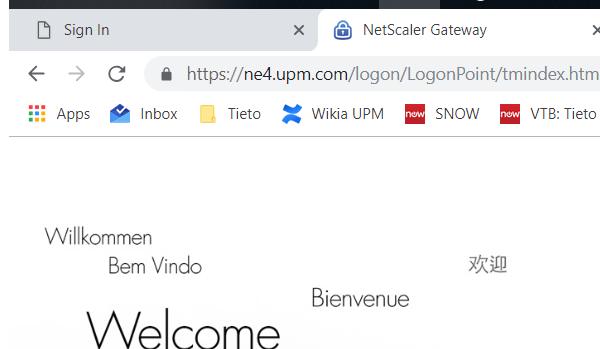 Sign In
NetScaler Gateway
https://ne4.upm.com/logon/LogonPoint/tmindex.htm
Apps Inbox Tieto Wikia UPM now SNOW now VTB: Tieto
Willkommen
Bem Vindo 欢迎
Bienvenue
Welcome